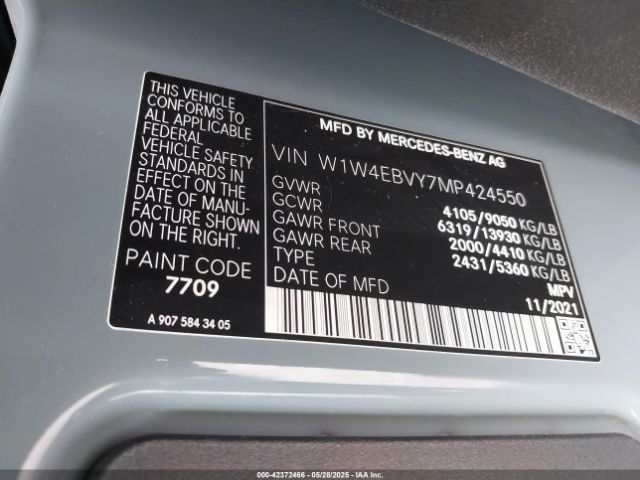 THIS VEHICLE
CONFORMS TO
ALL APPLICABLE
FEDERAL
VEHICLE SAFETY
STANDARDS IN
EFFECT ON THE
DATE OF MANU-
FACTURE SHOWN
ON THE RIGHT.
PAINT CODE
7709
A 907 584 34 05
MFD BY MERCEDES-BENZ AG
VIN W1W4EBVY7MP424550
GVWR 4105/9050 KG/LB
GCWR 6319/13930 KG/LB
GAWR FRONT 2000/4410 KG/LB
GAWR REAR 2431/5360 KG/LB
TYPE MPV
DATE OF MFD 11/2021
000-42372466 | 05/28/2025 - IAAI.COM